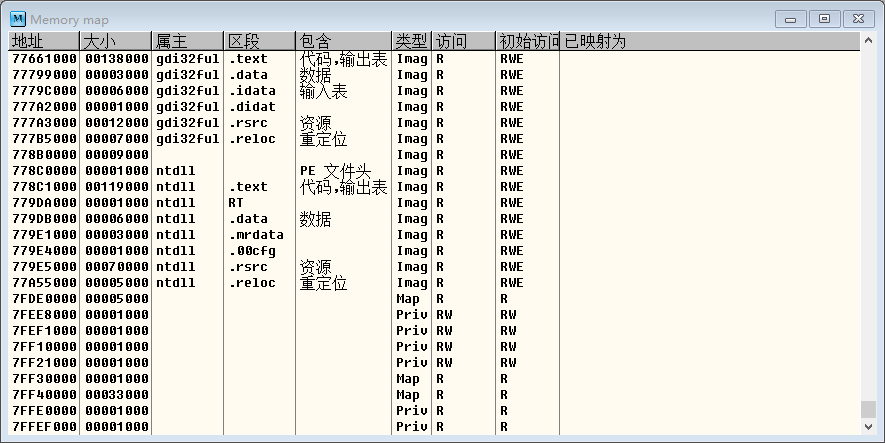 Memory map
地址 大小 属主 区段 包含 类型 访问 初始访问 已映射为
77661000 00138000 gdi32ful .text 代码,输出表 Imag R RWE
77799000 00003000 gdi32ful .data 数据 Imag R RWE
7779C000 00006000 gdi32ful .idata 输入表 Imag R RWE
777A2000 00001000 gdi32ful .didat Imag R RWE
777A3000 00012000 gdi32ful .rsrc 资源 Imag R RWE
777B5000 00007000 gdi32ful .reloc 重定位 Imag R RWE
778B0000 00009000 Imag R RWE
778C0000 00001000 ntdll PE 文件头 Imag R RWE
778C1000 00119000 ntdll .text 代码,输出表 Imag R RWE
779DA000 00001000 ntdll RT Imag R RWE
779DB000 00006000 ntdll .data 数据 Imag R RWE
779E1000 00003000 ntdll .mrdata Imag R RWE
779E4000 00001000 ntdll .00cfg Imag R RWE
779E5000 00070000 ntdll .rsrc 资源 Imag R RWE
77A55000 00005000 ntdll .reloc 重定位 Imag R RWE
7FDE0000 00005000 Map R R
7FEE8000 00001000 Priv RW RW
7FEF1000 00001000 Priv RW RW
7FF10000 00001000 Priv RW RW
7FF21000 00001000 Priv RW RW
7FF30000 00001000 Map R R
7FF40000 00033000 Map R R
7FFE0000 00001000 Priv R R
7FFEF000 00001000 Priv R R